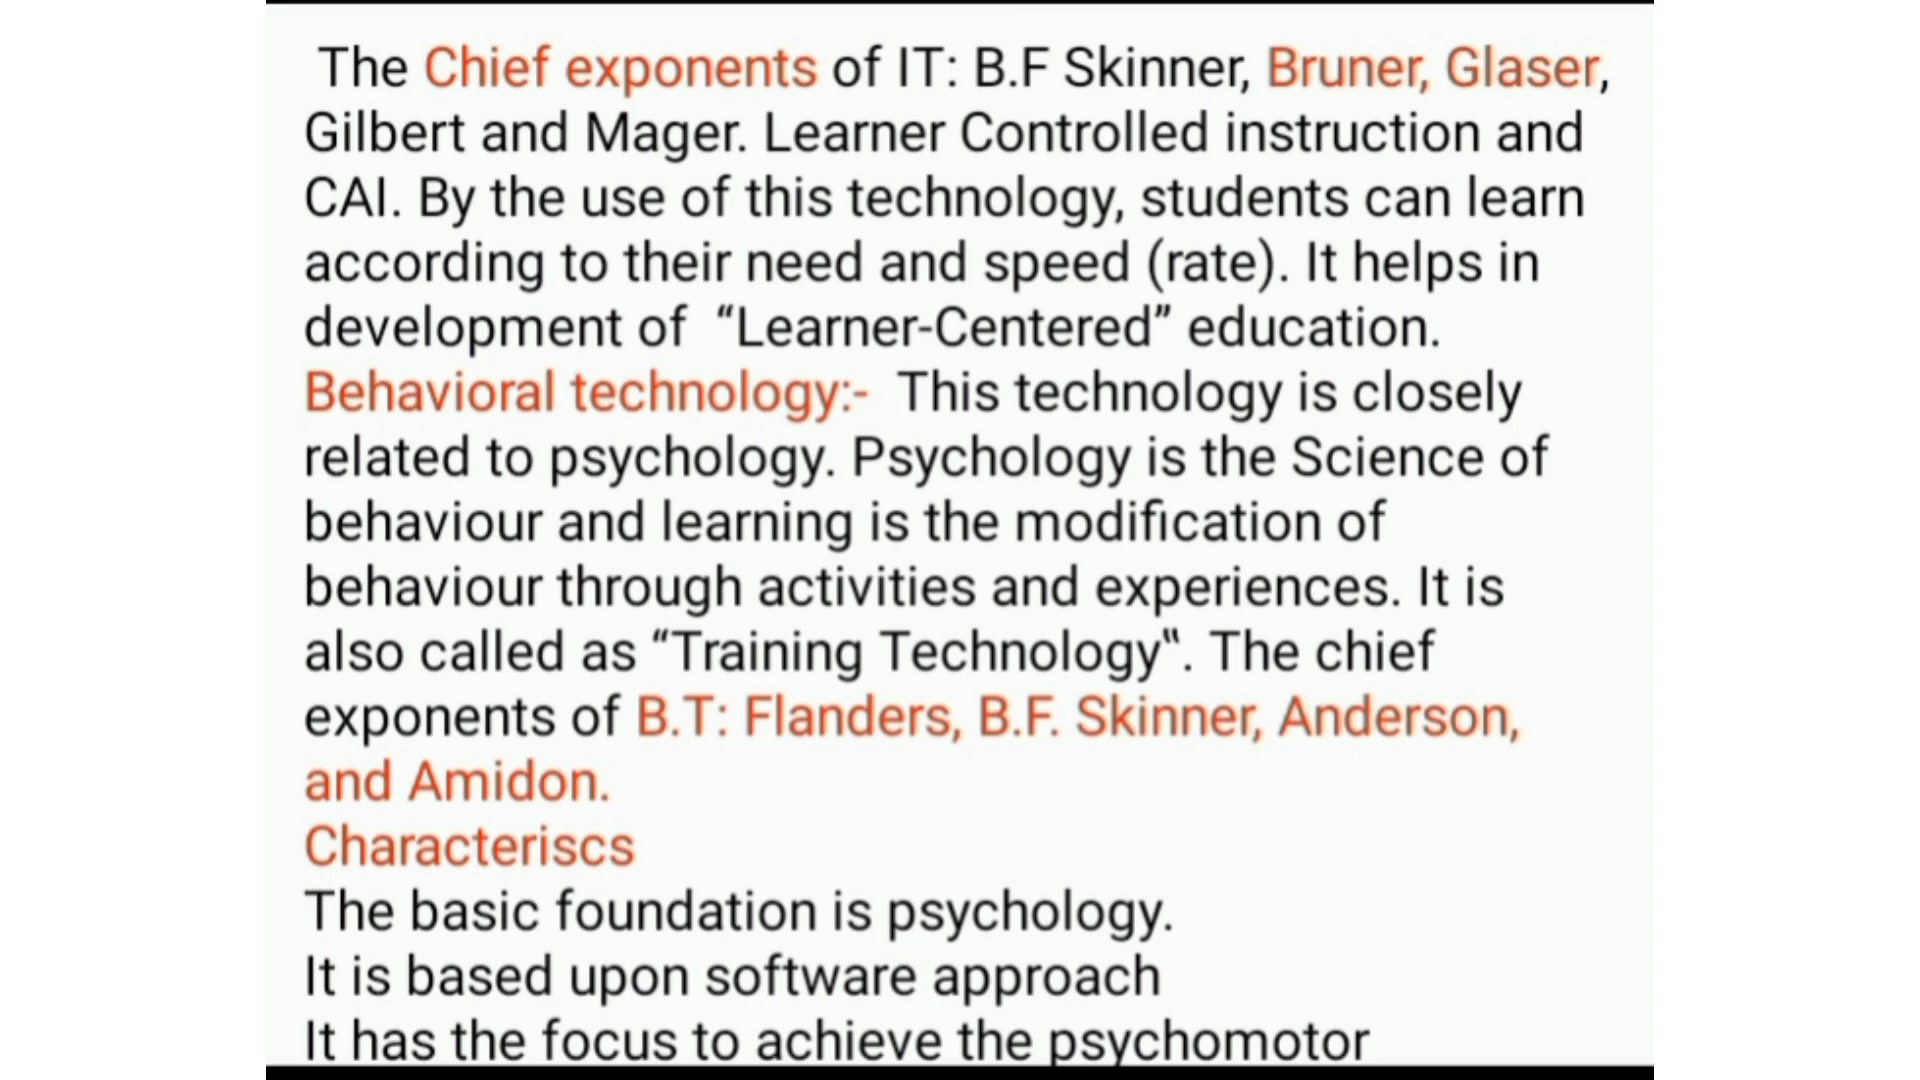 The Chief exponents of IT: B.F Skinner, Bruner, Glaser,
Gilbert and Mager. Learner Controlled instruction and
CAI. By the use of this technology, students can learn
according to their need and speed (rate). It helps in
development of  “Learner-Centered” education.
Behavioral technology:-  This technology is closely
related to psychology. Psychology is the Science of
behaviour and learning is the modification of
behaviour through activities and experiences. It is
also called as “Training Technology‟. The chief
exponents of B.T: Flanders, B.F. Skinner, Anderson,
and Amidon.
Characteriscs
The basic foundation is psychology.
It is based upon software approach
It has the focus to achieve the psychomotor